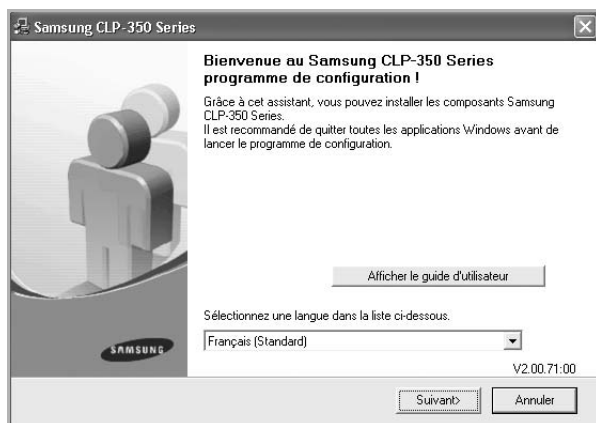 Samsung CLP-350 Series
Bienvenue au Samsung CLP-350 Series
programme de configuration !
Grâce à cet assistant, vous pouvez installer les composants Samsung
CLP-350 Series.
Il est recommandé de quitter toutes les applications Windows avant de
lancer le programme de configuration.
Afficher le guide d'utilisateur
Sélectionnez une langue dans la liste ci-dessous.
Français (Standard)
SAMSUNG
V2.00.71:00
Suivant>
Annuler